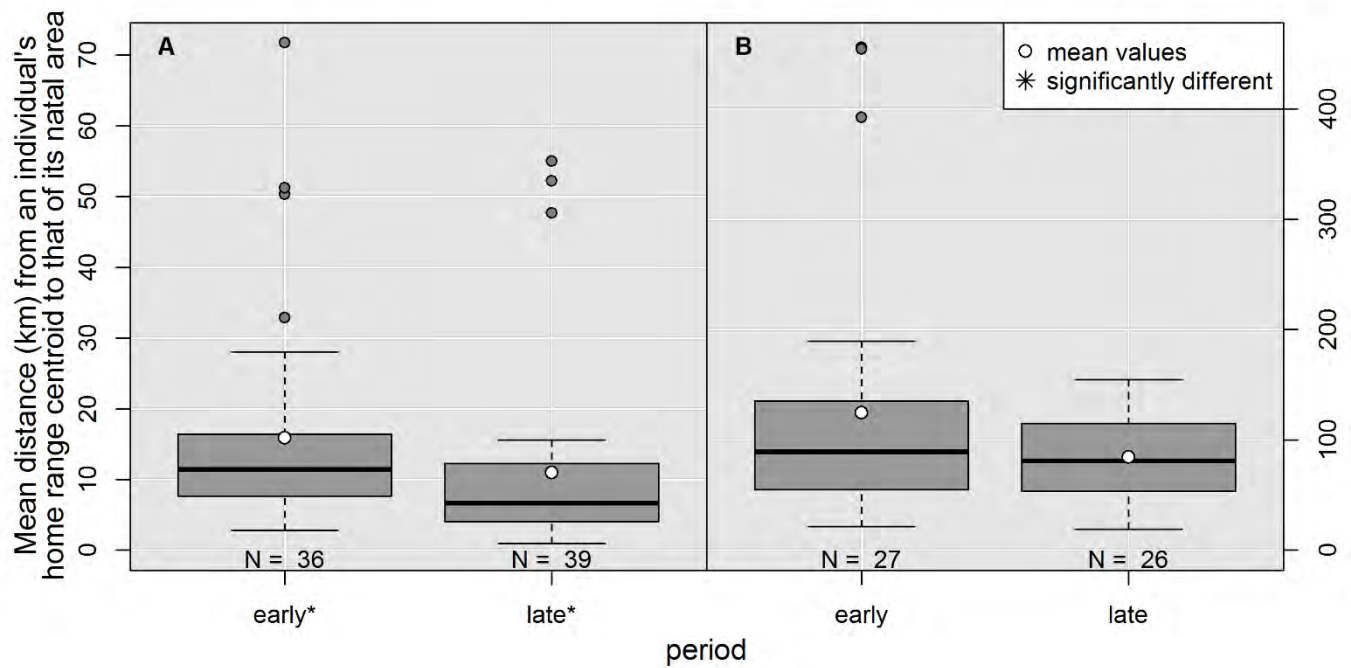 Mean distance (km) from an individual's
home range centroid to that of its natal area
70
60
50
40
30
20
10
0
A
N = 36
N = 39
early*
late*
B
mean values
significantly different
N = 27
N = 26
early
late
400
300
200
100
0
period